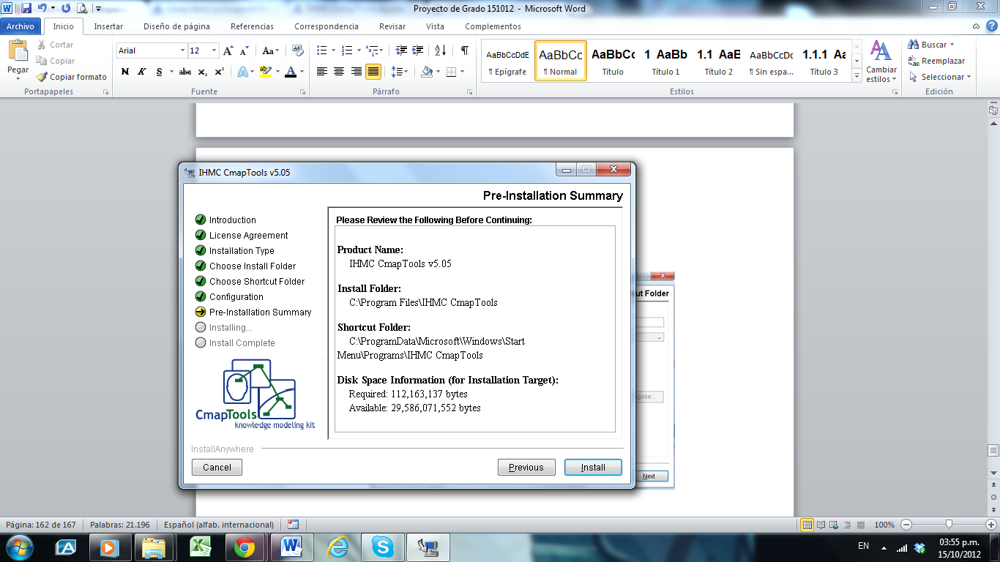 Proyecto de Grado 151012 - Microsoft Word
Archivo Inicio Insertar Diseño de página Referencias Correspondencia Revisar Vista Complementos
Pegar
Cortar
Copiar
Copiar formato
Portapapeles
Arial 12
N K S abc x₂ x²
Fuente
Párrafo
AaBbCcDdE AaBbCc AaBbCc 1 AaBb 1.1 AaB AaBbCcDc 1.1.1 Aa
¶ Epígrafe ¶ Normal Título Título 1 Título 2 ¶ Sin espa... Título 3
Estilos
Cambiar estilos
Buscar
Reemplazar
Seleccionar
Edición
IHMC CmapTools v5.05
Pre-Installation Summary
Introduction
License Agreement
Installation Type
Choose Install Folder
Choose Shortcut Folder
Configuration
Pre-Installation Summary
Installing...
Install Complete
CmapTools
knowledge modeling kit
Please Review the Following Before Continuing:
Product Name:
IHMC CmapTools v5.05
Install Folder:
C:\Program Files\IHMC CmapTools
Shortcut Folder:
C:\ProgramData\Microsoft\Windows\Start
Menu\Programs\IHMC CmapTools
Disk Space Information (for Installation Target):
Required: 112,163,137 bytes
Available: 29,586,071,552 bytes
InstallAnywhere
Cancel Previous Install
ut Folder
Next
Página: 162 de 167 Palabras: 21.196 Español (alfab. internacional) 100%
EN 03:55 p.m.
15/10/2012